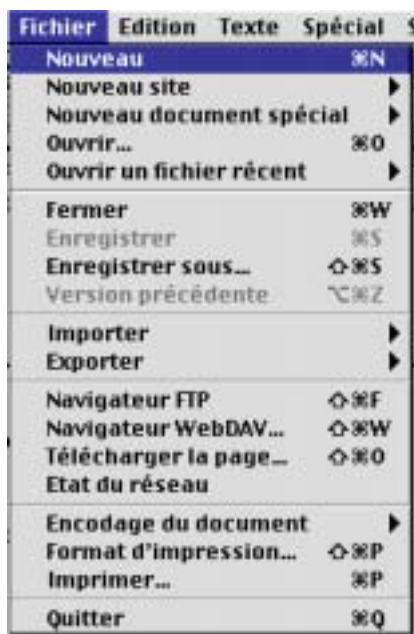 Fichier Edition Texte Spécial
Nouveau ⌘N
Nouveau site
Nouveau document spécial
Ouvrir... ⌘O
Ouvrir un fichier récent
Fermer ⌘W
Enregistrer ⌘S
Enregistrer sous... ⇧⌘S
Version précédente ⌥⌘Z
Importer
Exporter
Navigateur FTP ⇧⌘F
Navigateur WebDAV... ⇧⌘W
Télécharger la page... ⇧⌘O
Etat du réseau
Encodage du document
Format d'impression... ⇧⌘P
Imprimer... ⌘P
Quitter ⌘Q